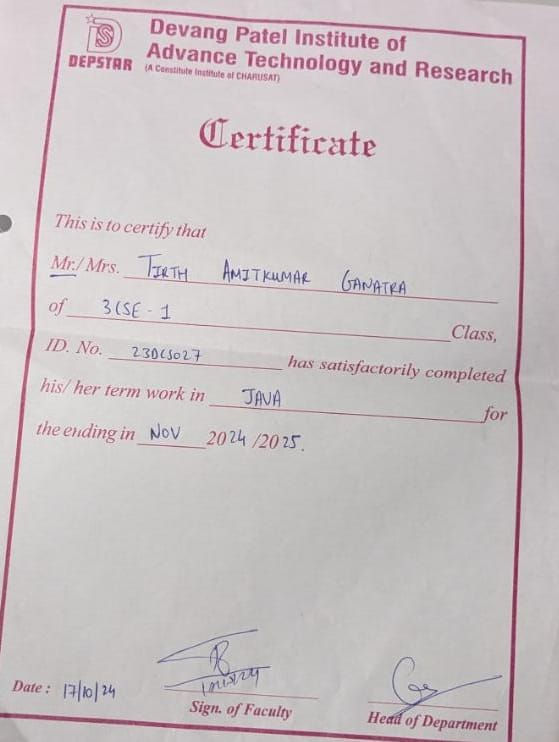 Devang Patel Institute of
Advance Technology and Research
DEPSTAR (A Constitute Institute of CHARUSAT)
Certificate
This is to certify that
Mr./ Mrs. TIRTH AMITKUMAR GANATRA
of 3CSE - 1 Class,
ID. No. 23DCS027 has satisfactorily completed
his/ her term work in JAVA for
the ending in NOV 2024 /2025.
Date : 17/10/24
Sign. of Faculty
Head of Department